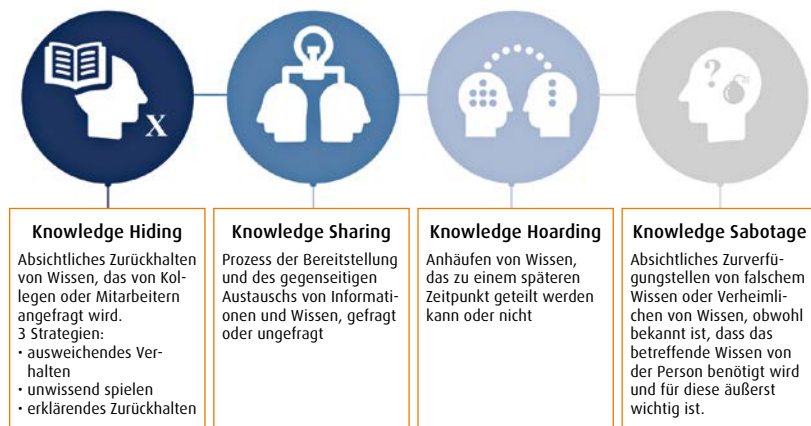 X
?
Knowledge Hiding
Absichtliches Zurückhalten
von Wissen, das von Kol-
legen oder Mitarbeitern
angefragt wird.
3 Strategien:
• ausweichendes Ver-
halten
• unwissend spielen
• erklärendes Zurückhalten
Knowledge Sharing
Prozess der Bereitstellung
und des gegenseitigen
Austauschs von Informati-
onen und Wissen, gefragt
oder ungefragt
Knowledge Hoarding
Anhäufen von Wissen,
das zu einem späteren
Zeitpunkt geteilt werden
kann oder nicht
Knowledge Sabotage
Absichtliches Zurverfü-
gungstellen von falschem
Wissen oder Verheimli-
chen von Wissen, obwohl
bekannt ist, dass das
betreffende Wissen von
der Person benötigt wird
und für diese äußerst
wichtig ist.